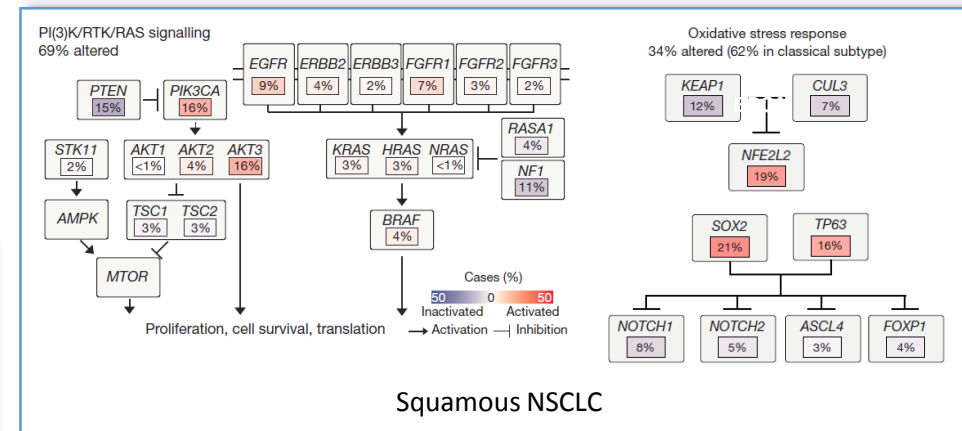 PI(3)K/RTK/RAS signalling
69% altered
EGFR ERBB2 ERBB3 FGFR1 FGFR2 FGFR3
9% 4% 2% 7% 3% 2%
PTEN PIK3CA
15% 16%
RASA1
4%
STK11 AKT1 AKT2 AKT3
2% <1% 4% 16%
KRAS HRAS NRAS
3% 3% <1%
NF1
11%
AMPK TSC1 TSC2
3% 3%
BRAF
4%
MTOR
Cases (%)
50 0 50
Inactivated Activated
Activation Inhibition
Proliferation, cell survival, translation
Oxidative stress response
34% altered (62% in classical subtype)
KEAP1 CUL3
12% 7%
NFE2L2
19%
SOX2 TP63
21% 16%
NOTCH1 NOTCH2 ASCL4 FOXP1
8% 5% 3% 4%
Squamous NSCLC